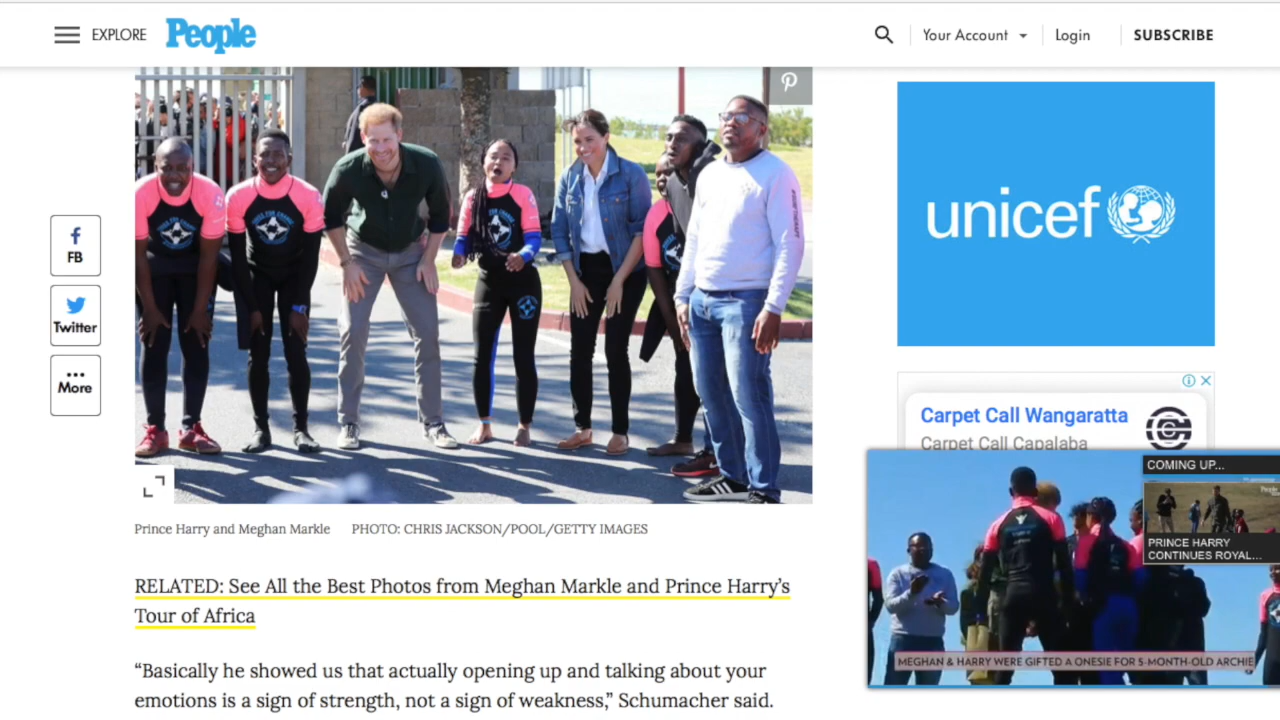 EXPLORE
People
Your Account
Login
SUBSCRIBE
FB
Twitter
More
unicef
Carpet Call Wangaratta
Carpet Call Capalaba
COMING UP...
People
PRINCE HARRY
CONTINUES ROYAL...
MEGHAN & HARRY WERE GIFTED A ONESIE FOR 5-MONTH-OLD ARCHIE
Prince Harry and Meghan Markle PHOTO: CHRIS JACKSON/POOL/GETTY IMAGES
RELATED: See All the Best Photos from Meghan Markle and Prince Harry’s
Tour of Africa
“Basically he showed us that actually opening up and talking about your
emotions is a sign of strength, not a sign of weakness,” Schumacher said.